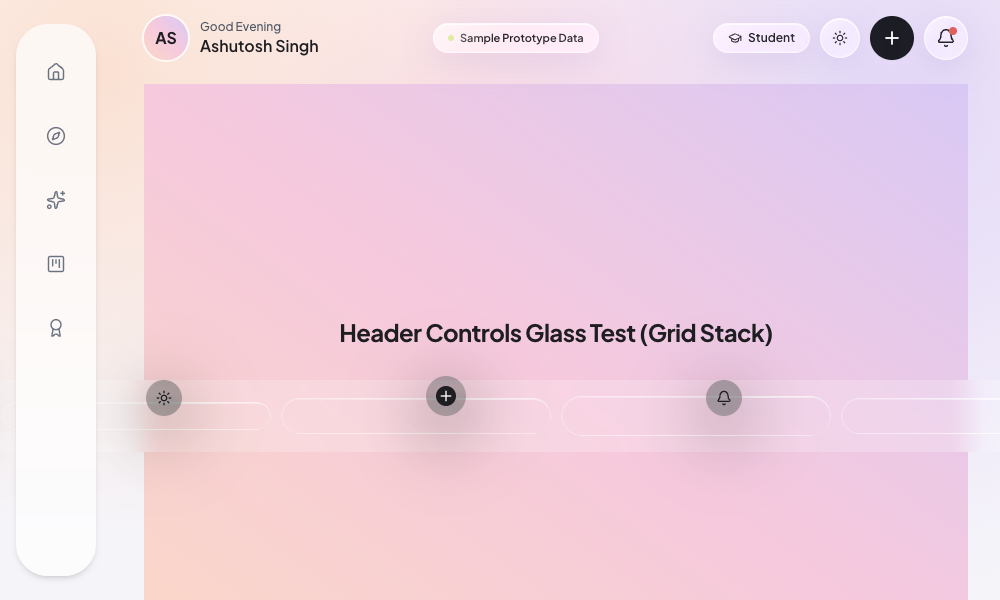 AS
Good Evening
Ashutosh Singh
Sample Prototype Data
Student
Header Controls Glass Test (Grid Stack)